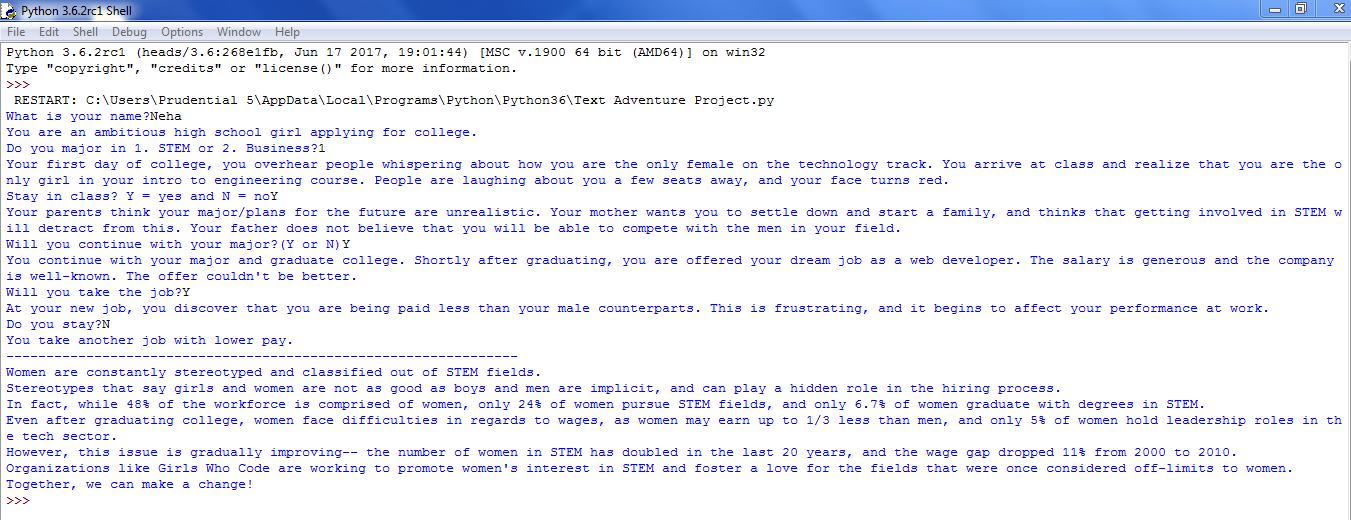 Python 3.6.2rc1 Shell
File Edit Shell Debug Options Window Help
Python 3.6.2rc1 (heads/3.6:268e1fb, Jun 17 2017, 19:01:44) [MSC v.1900 64 bit (AMD64)] on win32
Type "copyright", "credits" or "license()" for more information.
>>>
 RESTART: C:\Users\Prudential 5\AppData\Local\Programs\Python\Python36\Text Adventure Project.py
What is your name?Neha
You are an ambitious high school girl applying for college.
Do you major in 1. STEM or 2. Business?1
Your first day of college, you overhear people whispering about how you are the only female on the technology track. You arrive at class and realize that you are the o
nly girl in your intro to engineering course. People are laughing about you a few seats away, and your face turns red.
Stay in class? Y = yes and N = noY
Your parents think your major/plans for the future are unrealistic. Your mother wants you to settle down and start a family, and thinks that getting involved in STEM w
ill detract from this. Your father does not believe that you will be able to compete with the men in your field.
Will you continue with your major?(Y or N)Y
You continue with your major and graduate college. Shortly after graduating, you are offered your dream job as a web developer. The salary is generous and the company
is well-known. The offer couldn't be better.
Will you take the job?Y
At your new job, you discover that you are being paid less than your male counterparts. This is frustrating, and it begins to affect your performance at work.
Do you stay?N
You take another job with lower pay.
----------------------------------------------------------------
Women are constantly stereotyped and classified out of STEM fields.
Stereotypes that say girls and women are not as good as boys and men are implicit, and can play a hidden role in the hiring process.
In fact, while 48% of the workforce is comprised of women, only 24% of women pursue STEM fields, and only 6.7% of women graduate with degrees in STEM.
Even after graduating college, women face difficulties in regards to wages, as women may earn up to 1/3 less than men, and only 5% of women hold leadership roles in th
e tech sector.
However, this issue is gradually improving-- the number of women in STEM has doubled in the last 20 years, and the wage gap dropped 11% from 2000 to 2010.
Organizations like Girls Who Code are working to promote women's interest in STEM and foster a love for the fields that were once considered off-limits to women.
Together, we can make a change!
>>>